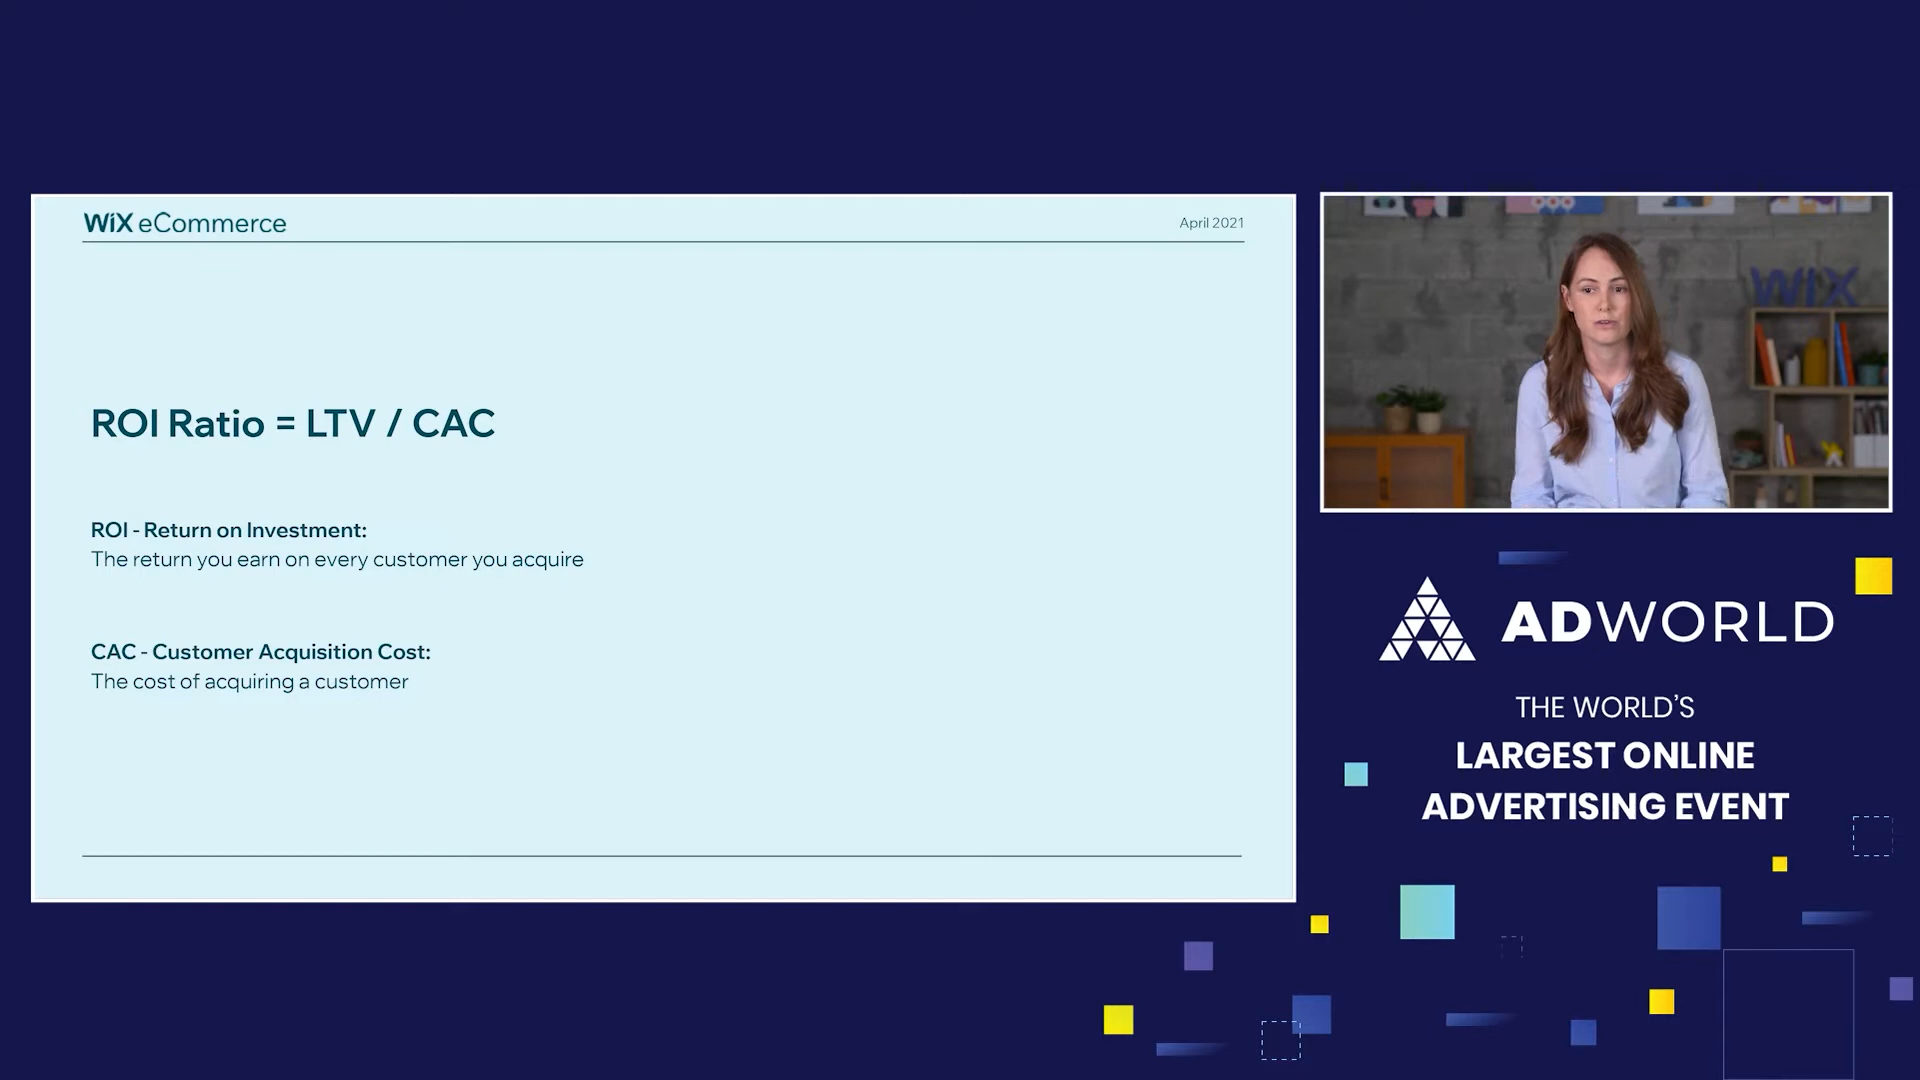 WiX eCommerce
April 2021
ROI Ratio = LTV / CAC
ROI - Return on Investment:
The return you earn on every customer you acquire
CAC - Customer Acquisition Cost:
The cost of acquiring a customer
WIX
ADWORLD
THE WORLD'S
LARGEST ONLINE
ADVERTISING EVENT